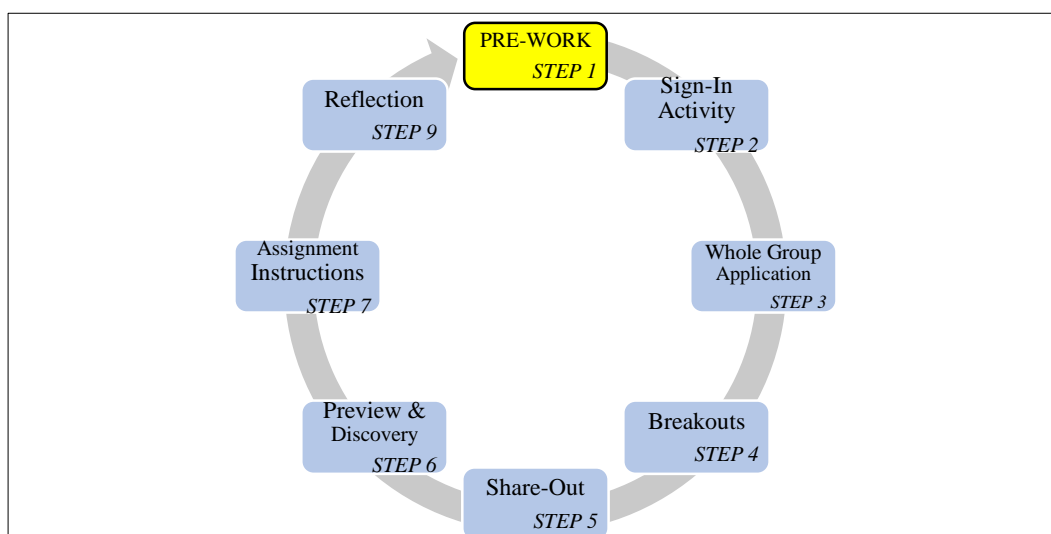 PRE-WORK
STEP 1
Sign-In
Activity
STEP 2
Whole Group
Application
STEP 3
Breakouts
STEP 4
Share-Out
STEP 5
Preview &
Discovery
STEP 6
Assignment
Instructions
STEP 7
Reflection
STEP 9